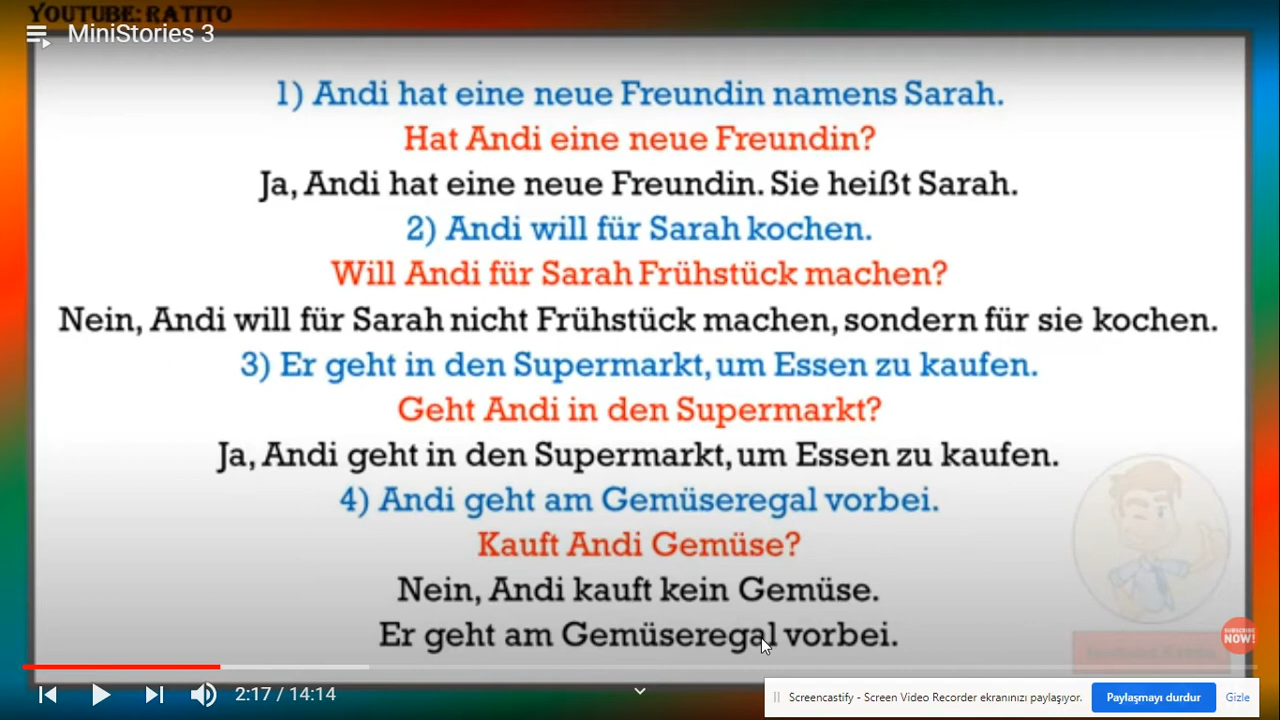 YOUTUBE: RATITO
MiniStories 3
1) Andi hat eine neue Freundin namens Sarah.
Hat Andi eine neue Freundin?
Ja, Andi hat eine neue Freundin. Sie heißt Sarah.
2) Andi will für Sarah kochen.
Will Andi für Sarah Frühstück machen?
Nein, Andi will für Sarah nicht Frühstück machen, sondern für sie kochen.
3) Er geht in den Supermarkt, um Essen zu kaufen.
Geht Andi in den Supermarkt?
Ja, Andi geht in den Supermarkt, um Essen zu kaufen.
4) Andi geht am Gemüseregal vorbei.
Kauft Andi Gemüse?
Nein, Andi kauft kein Gemüse.
Er geht am Gemüseregal vorbei.
SUBSCRIBE
NOW!
2:17 / 14:14
Screencastify - Screen Video Recorder ekranınızı paylaşıyor.
Paylaşmayı durdur
Gizle